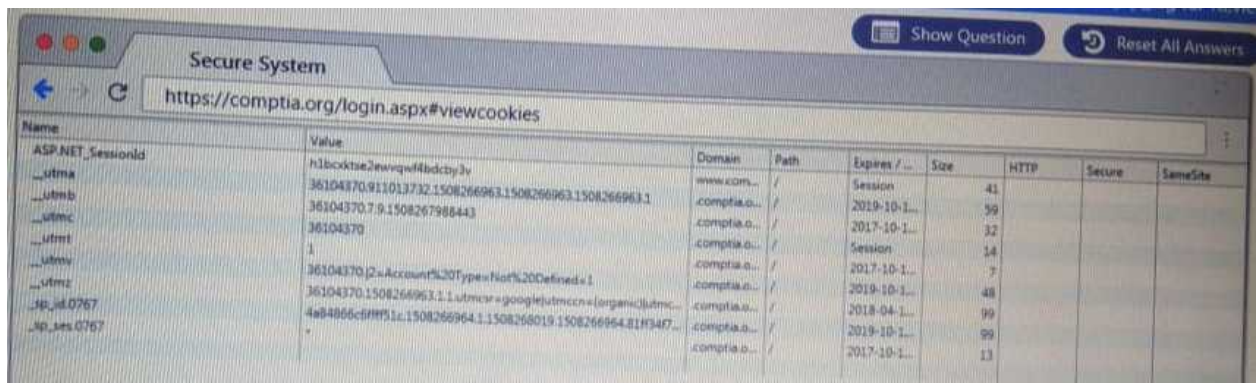 Show Question
Reset All Answers
Secure System
https://comptia.org/login.aspx#viewcookies
Name Value Domain Path Expires /... Size HTTP Secure SameSite
ASP.NET_SessionId h1bcxktse2ewvqwf4bdcby3v www.com... / Session 41
__utma 36104370.911013732.1508266963.1508266963.1508266963.1 .comptia.o... / 2019-10-1... 59
__utmb 36104370.7.9.1508267988443 .comptia.o... / 2017-10-1... 32
__utmc 36104370 .comptia.o... / Session 14
__utmt 1 .comptia.o... / 2017-10-1... 7
__utmv 36104370.|2=Account%20Type=Not%20Defined=1 .comptia.o... / 2019-10-1... 48
__utmz 36104370.1508266963.1.1.utmcsr=google|utmccn=(organic)|utmc... .comptia.o... / 2018-04-1... 99
_sp_id.0767 4a84866c6ffff51c.1508266964.1.1508268019.1508266964.81ff34f7... .comptia.o... / 2019-10-1... 99
_sp_ses.0767 * .comptia.o... / 2017-10-1... 13